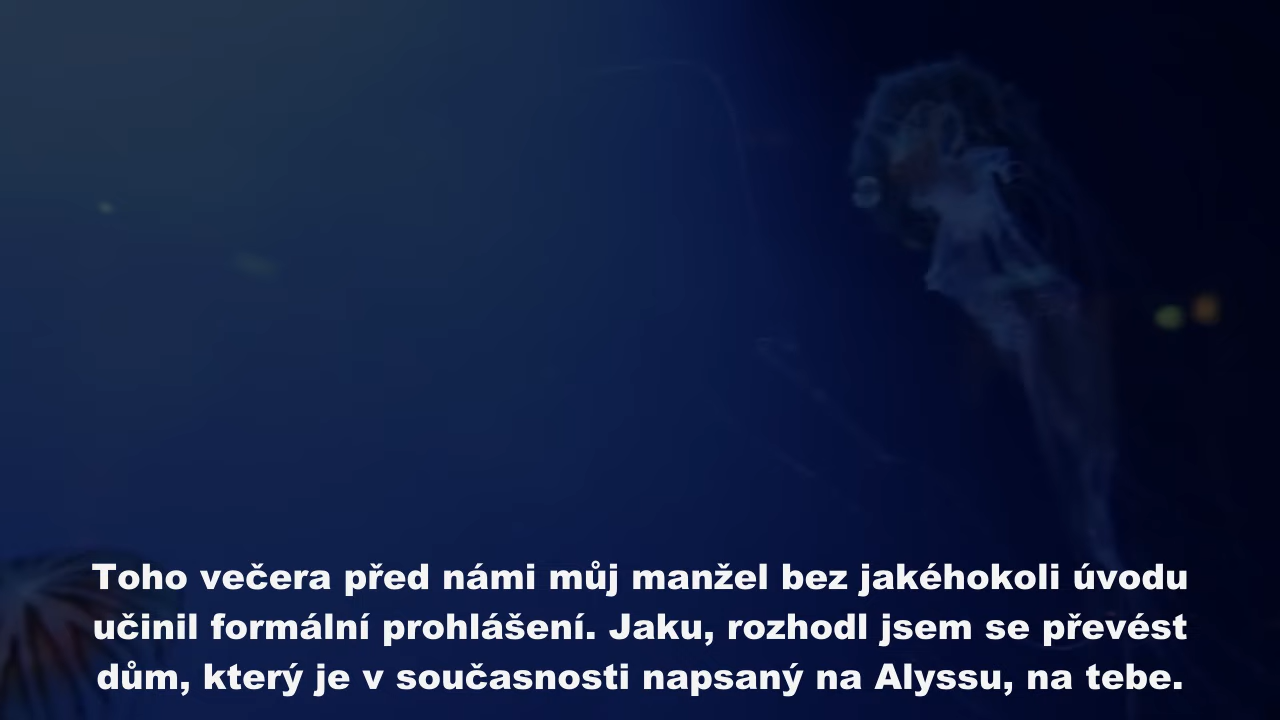 Toho večera před námi můj manžel bez jakéhokoli úvodu
učinil formální prohlášení. Jaku, rozhodl jsem se převést
dům, který je v současnosti napsaný na Alyssu, na tebe.